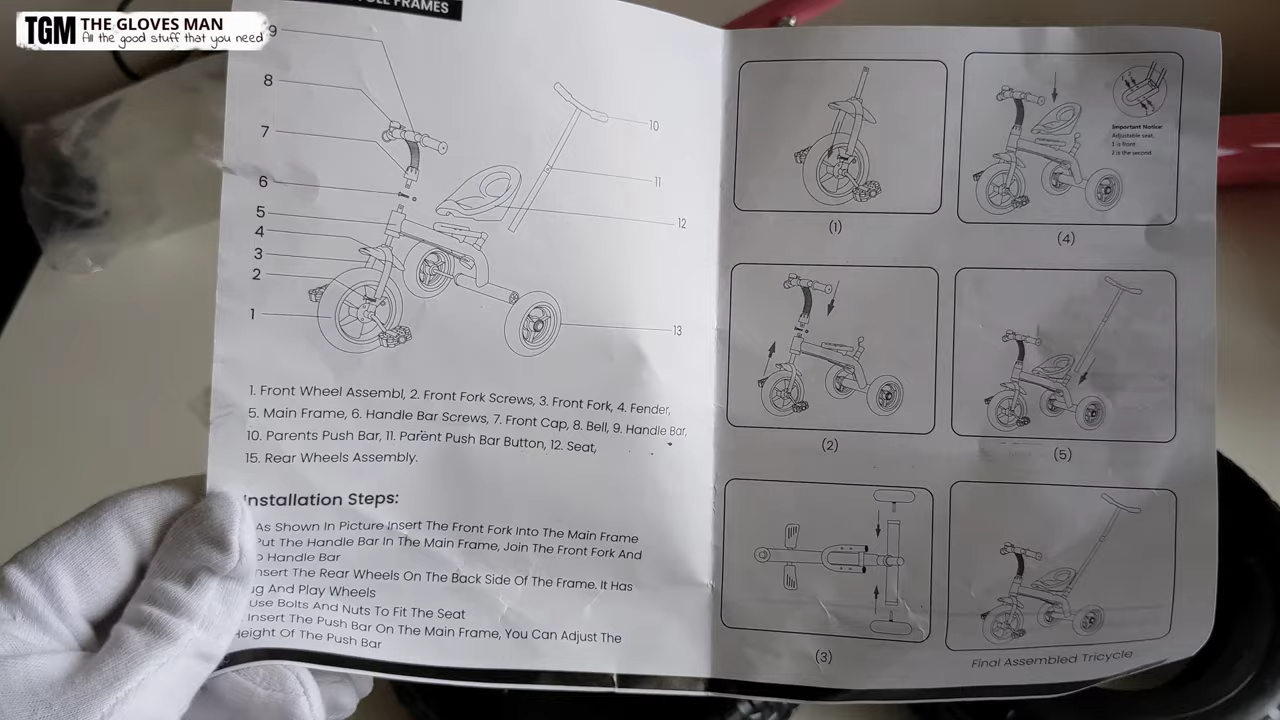 TGM THE GLOVES MAN
All the good stuff that you need
FRAMES
9
8
7
6
5
4
3
2
1
10
11
12
13
1. Front Wheel Assembl, 2. Front Fork Screws, 3. Front Fork, 4. Fender,
5. Main Frame, 6. Handle Bar Screws, 7. Front Cap, 8. Bell, 9. Handle Bar,
10. Parents Push Bar, 11. Parent Push Bar Button, 12. Seat,
15. Rear Wheels Assembly.
Installation Steps:
As Shown In Picture Insert The Front Fork Into The Main Frame
Put The Handle Bar In The Main Frame, Join The Front Fork And
Handle Bar
Insert The Rear Wheels On The Back Side Of The Frame. It Has
And Play Wheels
use Bolts And Nuts To Fit The Seat
Insert The Push Bar On The Main Frame, You Can Adjust The
Height Of The Push Bar
(1)
Important Notice:
Adjustable seat,
1 is front
2 is the second
(4)
(2)
(5)
(3)
Final Assembled Tricycle